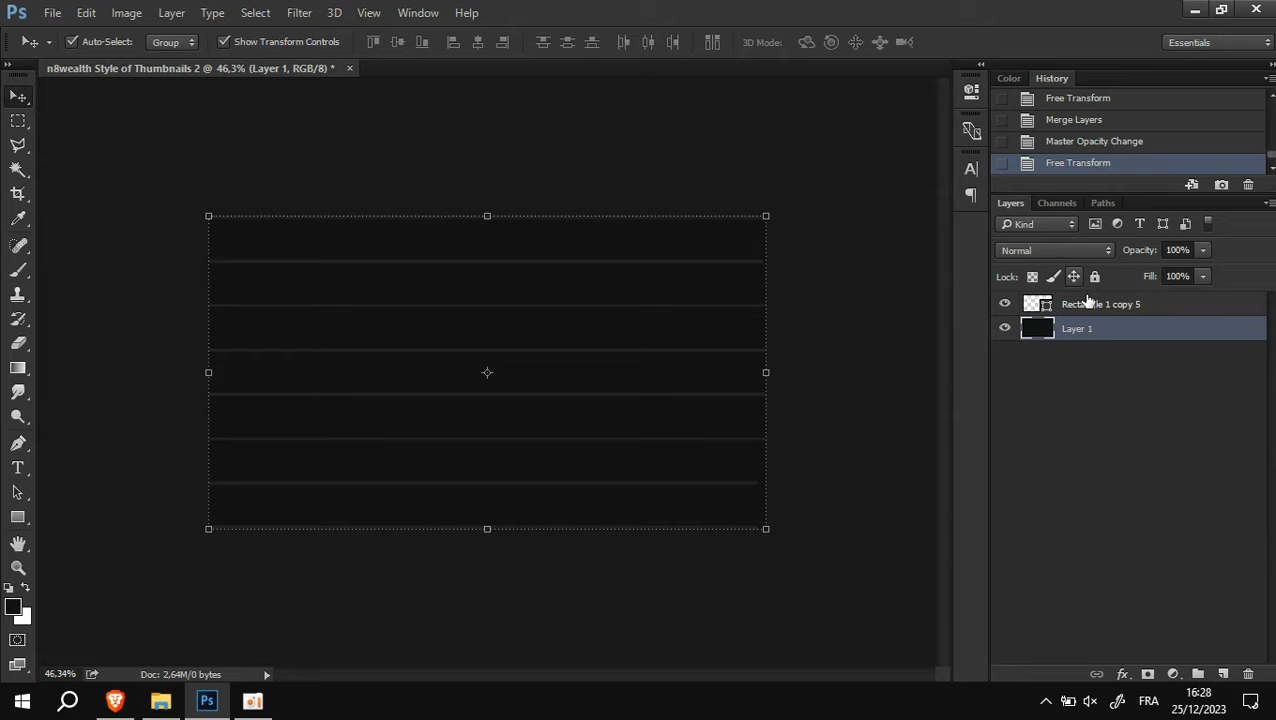 Ps File Edit Image Layer Type Select Filter 3D View Window Help
Auto-Select: Group Show Transform Controls 3D Mode: Essentials
n8wealth Style of Thumbnails 2 @ 46,3% (Layer 1, RGB/8) * ×
Color History
Free Transform
Merge Layers
Master Opacity Change
Free Transform
Layers Channels Paths
Kind
Normal Opacity: 100%
Lock: Fill: 100%
Rectangle 1 copy 5
Layer 1
46,34% Doc: 2,64M/0 bytes
Ps FRA 16:28
25/12/2023